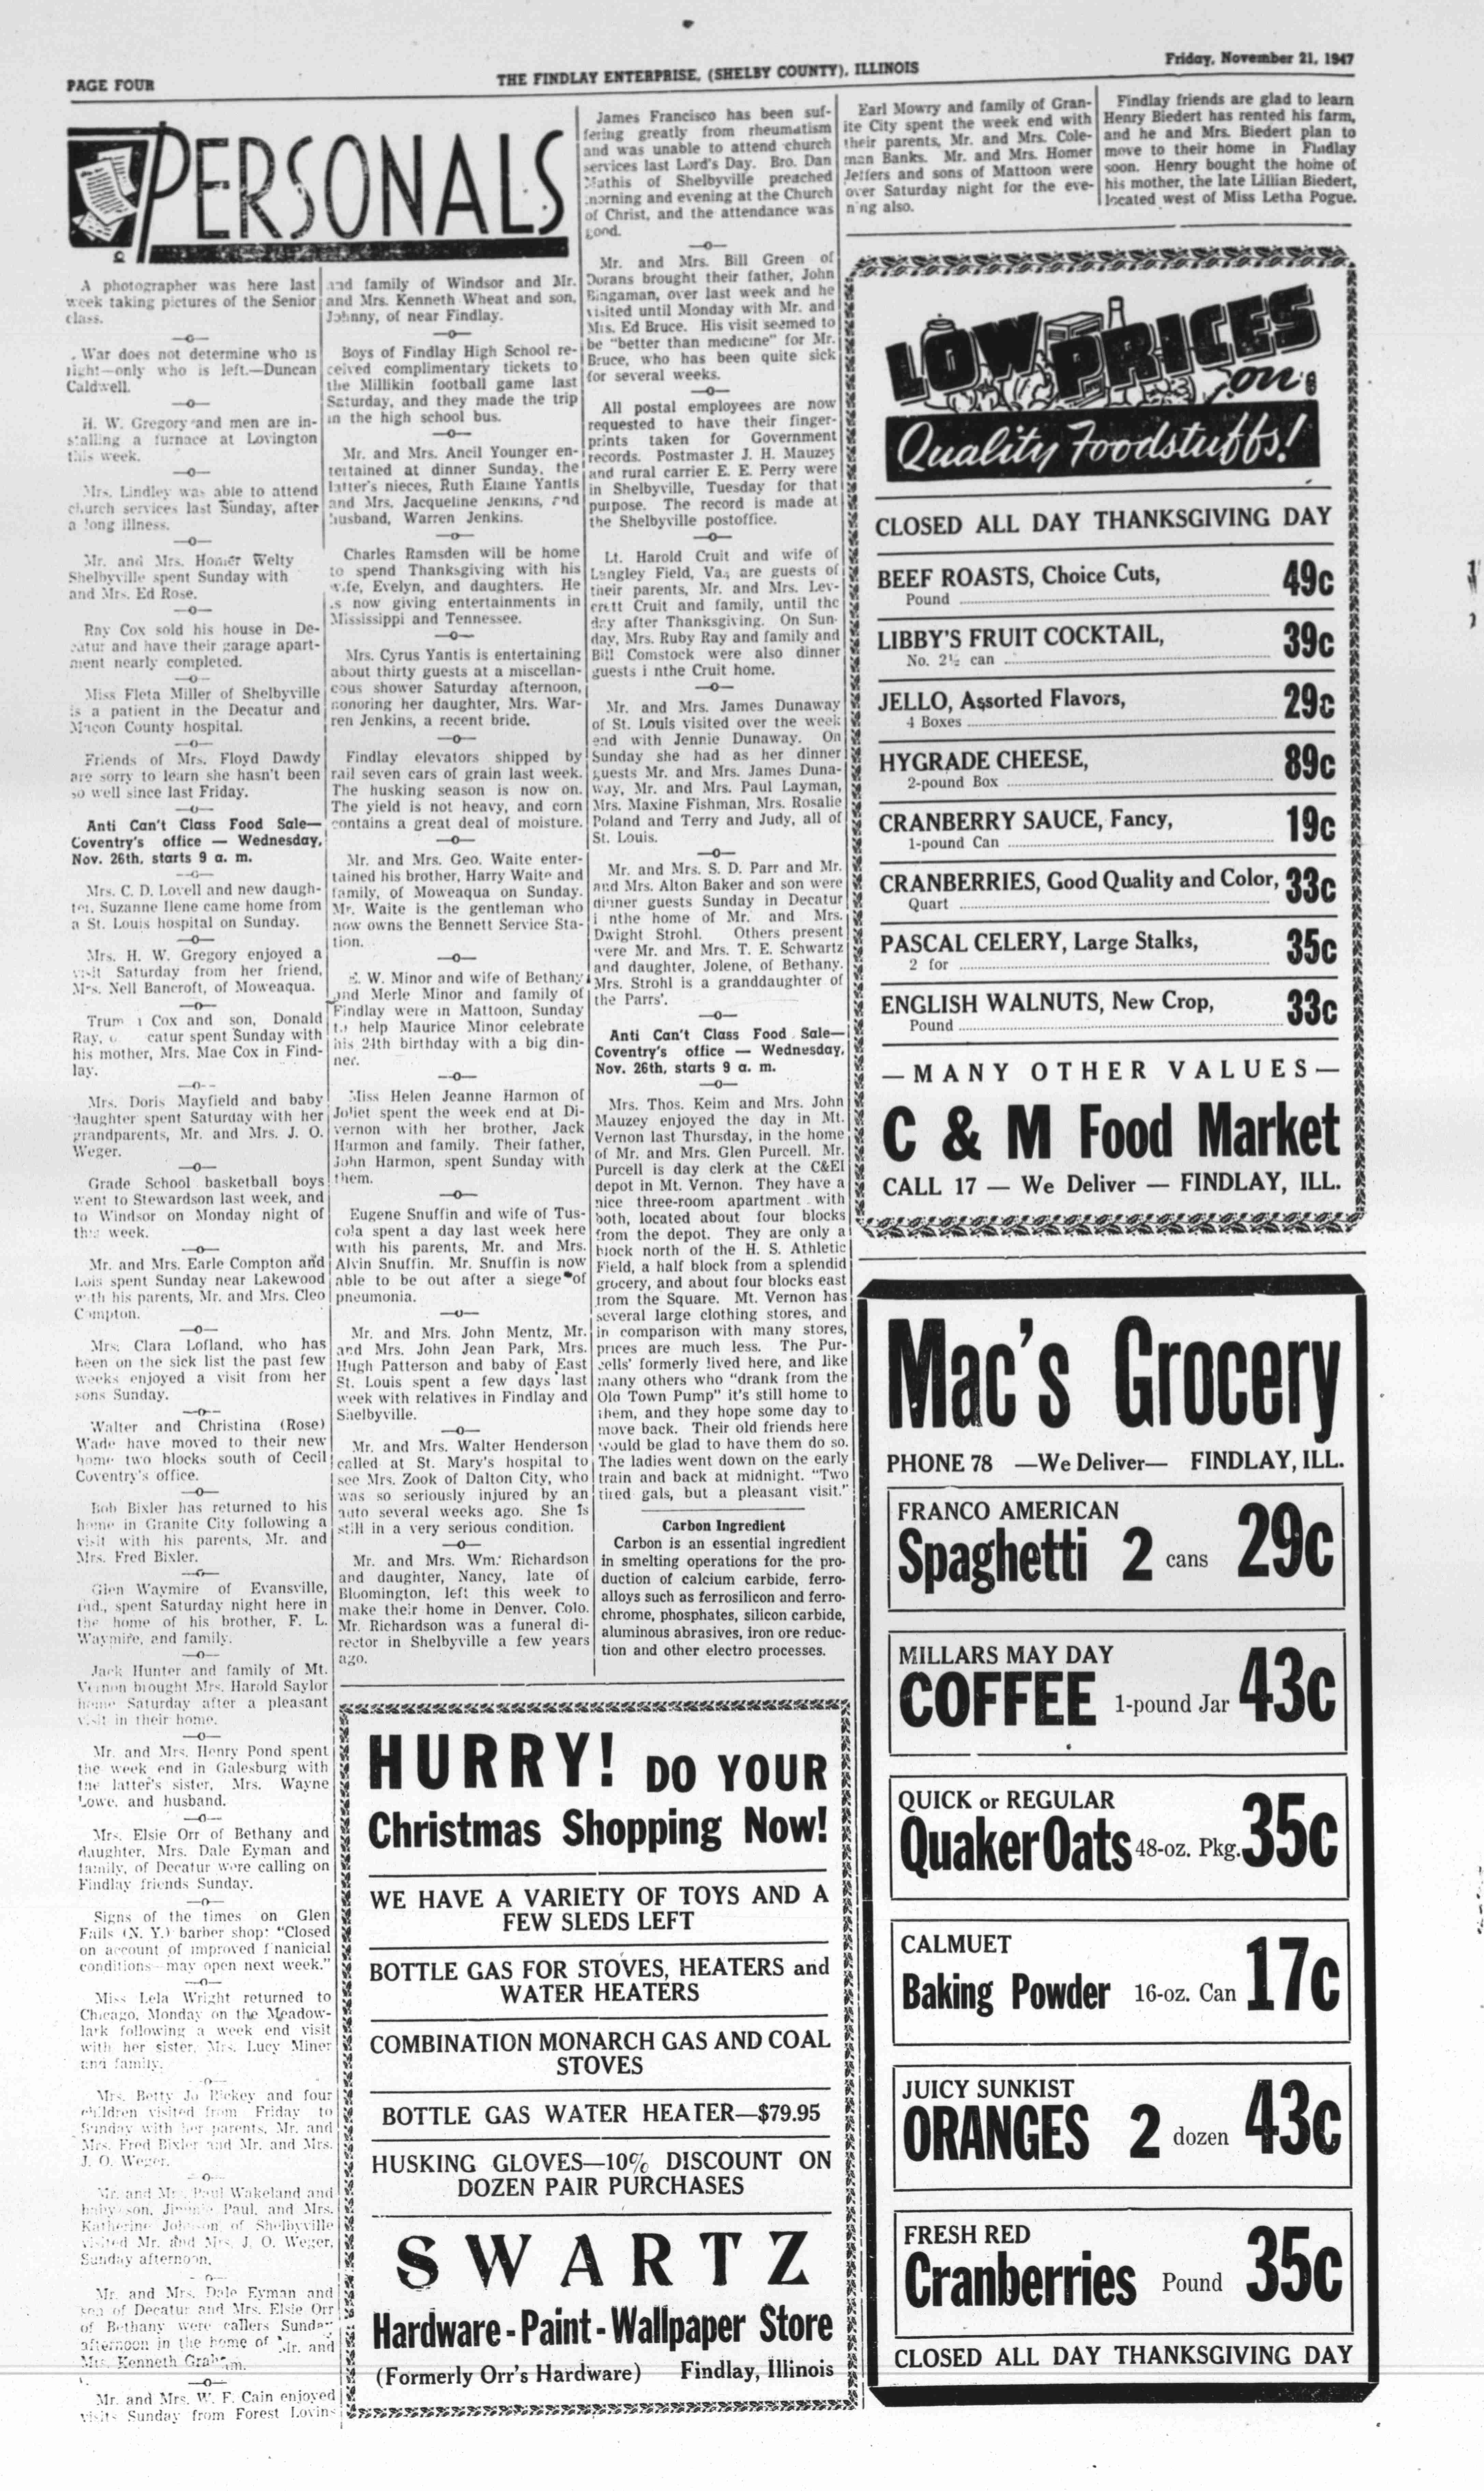 PAGE FOUR
THE FINDLAY ENTERPRISE, (SHELBY COUNTY), ILLINOIS
Friday, November 21, 1947
PERSONALS
A photographer was here last
week taking pictures of the Senior
class.
—o—
War does not determine who is
right—only who is left.—Duncan
Caldwell.
—o—
H. W. Gregory and men are in-
stalling a furnace at Lovington
this week.
—o—
Mrs. Lindley was able to attend
church services last Sunday, after
a long illness.
—o—
Mr. and Mrs. Homer Welty
Shelbyville spent Sunday with
and Mrs. Ed Rose.
—o—
Ray Cox sold his house in De-
catur and have their garage apart-
ment nearly completed.
—o—
Miss Fleta Miller of Shelbyville
is a patient in the Decatur and
Macon County hospital.
—o—
Friends of Mrs. Floyd Dawdy
are sorry to learn she hasn't been
so well since last Friday.
—o—
Anti Can't Class Food Sale—
Coventry's office — Wednesday,
Nov. 26th, starts 9 a. m.
—o—
Mrs. C. D. Lovell and new daugh-
ter, Suzanne Ilene came home from
a St. Louis hospital on Sunday.
—o—
Mrs. H. W. Gregory enjoyed a
visit Saturday from her friend,
Mrs. Nell Bancroft, of Moweaqua.
—o—
Cox and son, Donald
Ray, catur spent Sunday with
his mother, Mrs. Mae Cox in Find-
lay.
—o—
Mrs. Doris Mayfield and baby
daughter spent Saturday with her
grandparents, Mr. and Mrs. J. O.
Weger.
—o—
Grade School basketball boys
went to Stewardson last week, and
to Windsor on Monday night of
this week.
—o—
Mr. and Mrs. Earle Compton and
Lois spent Sunday near Lakewood
with his parents, Mr. and Mrs. Cleo
Compton.
—o—
Mrs. Clara Lofland, who has
been on the sick list the past few
weeks enjoyed a visit from her
sons Sunday.
—o—
Walter and Christina (Rose)
Wade have moved to their new
home two blocks south of Cecil
Coventry's office.
—o—
Bob Bixler has returned to his
home in Granite City following a
visit with his parents, Mr. and
Mrs. Fred Bixler.
—o—
Glen Waymire of Evansville,
Ind., spent Saturday night here in
the home of his brother, F. L.
Waymire, and family.
—o—
Jack Hunter and family of Mt.
Vernon brought Mrs. Harold Saylor
home Saturday after a pleasant
visit in their home.
—o—
Mr. and Mrs. Henry Pond spent
the week end in Galesburg with
the latter's sister, Mrs. Wayne
Lowe, and husband.
—o—
Mrs. Elsie Orr of Bethany and
daughter, Mrs. Dale Eyman and
family, of Decatur were calling on
Findlay friends Sunday.
—o—
Signs of the times on Glen
Falls (N. Y.) barber shop: "Closed
on account of improved f nanicial
conditions—may open next week."
—o—
Miss Lela Wright returned to
Chicago, Monday on the Meadow-
lark following a week end visit
with her sister, Mrs. Lucy Miner
and family.
—o—
Mrs. Betty Jo Rickey and four
children visited from Friday to
Sunday with her parents, Mr. and
Mrs. Fred Bixler and Mr. and Mrs.
J. O. Weger.
—o—
Mr. and Mrs. Paul Wakeland and
baby son, Jimmie Paul, and Mrs.
Katherine Johnson of Shelbyville
visited Mr. and Mrs. J. O. Weger,
Sunday afternoon.
—o—
Mr. and Mrs. Dale Eyman and
son of Decatur and Mrs. Elsie Orr
of Bethany were callers Sunday
afternoon in the home of Mr. and
Mrs. Kenneth Graham.
—o—
Mr. and Mrs. W. F. Cain enjoyed
visits Sunday from Forest Lovins
and family of Windsor and Mr.
and Mrs. Kenneth Wheat and son,
Johnny, of near Findlay.
—o—
Boys of Findlay High School re-
ceived complimentary tickets to
the Millikin football game last
Saturday, and they made the trip
in the high school bus.
—o—
Mr. and Mrs. Ancil Younger en-
tertained at dinner Sunday, the
latter's nieces, Ruth Elaine Yantis
and Mrs. Jacqueline Jenkins, and
husband, Warren Jenkins.
—o—
Charles Ramsden will be home
to spend Thanksgiving with his
wife, Evelyn, and daughters. He
is now giving entertainments in
Mississippi and Tennessee.
—o—
Mrs. Cyrus Yantis is entertaining
about thirty guests at a miscellan-
eous shower Saturday afternoon,
honoring her daughter, Mrs. War-
ren Jenkins, a recent bride.
—o—
Findlay elevators shipped by
rail seven cars of grain last week.
The husking season is now on.
The yield is not heavy, and corn
contains a great deal of moisture.
—o—
Mr. and Mrs. Geo. Waite enter-
tained his brother, Harry Waite and
family, of Moweaqua on Sunday.
Mr. Waite is the gentleman who
now owns the Bennett Service Sta-
tion.
—o—
E. W. Minor and wife of Bethany
and Merle Minor and family of
Findlay were in Mattoon, Sunday
to help Maurice Minor celebrate
his 24th birthday with a big din-
ner.
—o—
Miss Helen Jeanne Harmon of
Joliet spent the week end at Di-
vernon with her brother, Jack
Harmon and family. Their father,
John Harmon, spent Sunday with
them.
—o—
Eugene Snuffin and wife of Tus-
cola spent a day last week here
with his parents, Mr. and Mrs.
Alvin Snuffin. Mr. Snuffin is now
able to be out after a siege of
pneumonia.
—o—
Mr. and Mrs. John Mentz, Mr.
and Mrs. John Jean Park, Mrs.
Hugh Patterson and baby of East
St. Louis spent a few days last
week with relatives in Findlay and
Shelbyville.
—o—
Mr. and Mrs. Walter Henderson
called at St. Mary's hospital to
see Mrs. Zook of Dalton City, who
was so seriously injured by an
auto several weeks ago. She is
still in a very serious condition.
—o—
Mr. and Mrs. Wm. Richardson
and daughter, Nancy, late of
Bloomington, left this week to
make their home in Denver, Colo.
Mr. Richardson was a funeral di-
rector in Shelbyville a few years
ago.
James Francisco has been suf-
fering greatly from rheumatism
and was unable to attend church
services last Lord's Day. Bro. Dan
Mathis of Shelbyville preached
morning and evening at the Church
of Christ, and the attendance was
good.
—o—
Mr. and Mrs. Bill Green of
Dorans brought their father, John
Bingaman, over last week and he
visited until Monday with Mr. and
Mrs. Ed Bruce. His visit seemed to
be "better than medicine" for Mr.
Bruce, who has been quite sick
for several weeks.
—o—
All postal employees are now
requested to have their finger-
prints taken for Government
records. Postmaster J. H. Mauzey
and rural carrier E. E. Perry were
in Shelbyville, Tuesday for that
purpose. The record is made at
the Shelbyville postoffice.
—o—
Lt. Harold Cruit and wife of
Langley Field, Va., are guests of
their parents, Mr. and Mrs. Lev-
erett Cruit and family, until the
day after Thanksgiving. On Sun-
day, Mrs. Ruby Ray and family and
Bill Comstock were also dinner
guests i nthe Cruit home.
—o—
Mr. and Mrs. James Dunaway
of St. Louis visited over the week
end with Jennie Dunaway. On
Sunday she had as her dinner
guests Mr. and Mrs. James Duna-
way, Mr. and Mrs. Paul Layman,
Mrs. Maxine Fishman, Mrs. Rosalie
Poland and Terry and Judy, all of
St. Louis.
—o—
Mr. and Mrs. S. D. Parr and Mr.
and Mrs. Alton Baker and son were
dinner guests Sunday in Decatur
i nthe home of Mr. and Mrs.
Dwight Strohl. Others present
were Mr. and Mrs. T. E. Schwartz
and daughter, Jolene, of Bethany.
Mrs. Strohl is a granddaughter of
the Parrs'.
—o—
Anti Can't Class Food Sale—
Coventry's office — Wednesday,
Nov. 26th, starts 9 a. m.
—o—
Mrs. Thos. Keim and Mrs. John
Mauzey enjoyed the day in Mt.
Vernon last Thursday, in the home
of Mr. and Mrs. Glen Purcell. Mr.
Purcell is day clerk at the C&EI
depot in Mt. Vernon. They have a
nice three-room apartment with
both, located about four blocks
from the depot. They are only a
block north of the H. S. Athletic
Field, a half block from a splendid
grocery, and about four blocks east
from the Square. Mt. Vernon has
several large clothing stores, and
in comparison with many stores,
prices are much less. The Pur-
cells' formerly lived here, and like
many others who "drank from the
Old Town Pump" it's still home to
them, and they hope some day to
move back. Their old friends here
would be glad to have them do so.
The ladies went down on the early
train and back at midnight. "Two
tired gals, but a pleasant visit."
Carbon Ingredient
Carbon is an essential ingredient
in smelting operations for the pro-
duction of calcium carbide, ferro-
alloys such as ferrosilicon and ferro-
chrome, phosphates, silicon carbide,
aluminous abrasives, iron ore reduc-
tion and other electro processes.
Earl Mowry and family of Gran-
ite City spent the week end with
their parents, Mr. and Mrs. Cole-
man Banks. Mr. and Mrs. Homer
Jeffers and sons of Mattoon were
over Saturday night for the eve-
n'ng also.
Findlay friends are glad to learn
Henry Biedert has rented his farm,
and he and Mrs. Biedert plan to
move to their home in Findlay
soon. Henry bought the home of
his mother, the late Lillian Biedert,
located west of Miss Letha Pogue.
LOW PRICES
on
Quality Foodstuffs!
CLOSED ALL DAY THANKSGIVING DAY
BEEF ROASTS, Choice Cuts,
Pound 49c
LIBBY'S FRUIT COCKTAIL,
No. 2½ can 39c
JELLO, Assorted Flavors,
4 Boxes 29c
HYGRADE CHEESE,
2-pound Box 89c
CRANBERRY SAUCE, Fancy,
1-pound Can 19c
CRANBERRIES, Good Quality and Color,
Quart 33c
PASCAL CELERY, Large Stalks,
2 for 35c
ENGLISH WALNUTS, New Crop,
Pound 33c
—MANY OTHER VALUES—
C & M Food Market
CALL 17 — We Deliver — FINDLAY, ILL.
Mac's Grocery
PHONE 78 —We Deliver— FINDLAY, ILL.
FRANCO AMERICAN
Spaghetti 2 cans 29c
MILLARS MAY DAY
COFFEE 1-pound Jar 43c
QUICK or REGULAR
Quaker Oats 48-oz. Pkg. 35c
CALMUET
Baking Powder 16-oz. Can 17c
JUICY SUNKIST
ORANGES 2 dozen 43c
FRESH RED
Cranberries Pound 35c
CLOSED ALL DAY THANKSGIVING DAY
HURRY! DO YOUR
Christmas Shopping Now!
WE HAVE A VARIETY OF TOYS AND A
FEW SLEDS LEFT
BOTTLE GAS FOR STOVES, HEATERS and
WATER HEATERS
COMBINATION MONARCH GAS AND COAL
STOVES
BOTTLE GAS WATER HEATER—$79.95
HUSKING GLOVES—10% DISCOUNT ON
DOZEN PAIR PURCHASES
SWARTZ
Hardware - Paint - Wallpaper Store
(Formerly Orr's Hardware) Findlay, Illinois